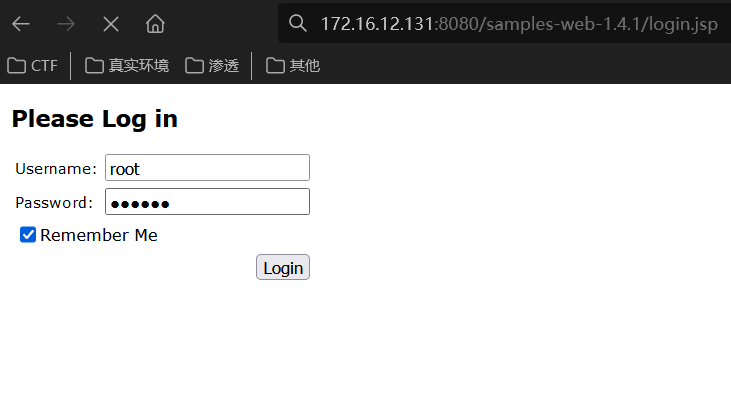 172.16.12.131:8080/samples-web-1.4.1/login.jsp
CTF 真实环境 渗透 其他
Please Log in
Username: root
Password: ●●●●●●
Remember Me
Login